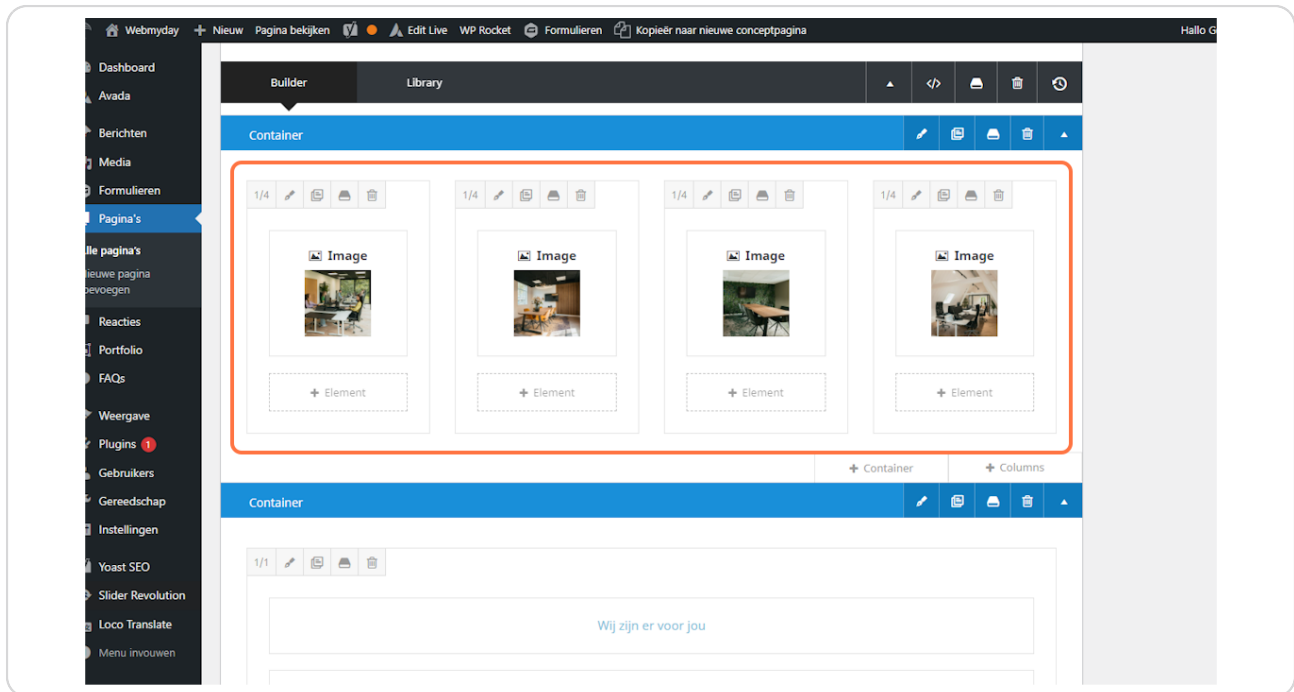 Webmyday Nieuw Pagina bekijken Edit Live WP Rocket Formulieren Kopieër naar nieuwe conceptpagina Hallo G
Dashboard
Avada
Berichten
Media
Formulieren
Pagina's
lle pagina's
lieuwe pagina
oevoegen
Reacties
Portfolio
FAQs
Weergave
Plugins 1
Gebruikers
Gereedschap
Instellingen
Yoast SEO
Slider Revolution
Loco Translate
Menu invouwen
Builder Library
Container
1/4 1/4 1/4 1/4
Image Image Image Image
+ Element + Element + Element + Element
+ Container + Columns
Container
1/1
Wij zijn er voor jou